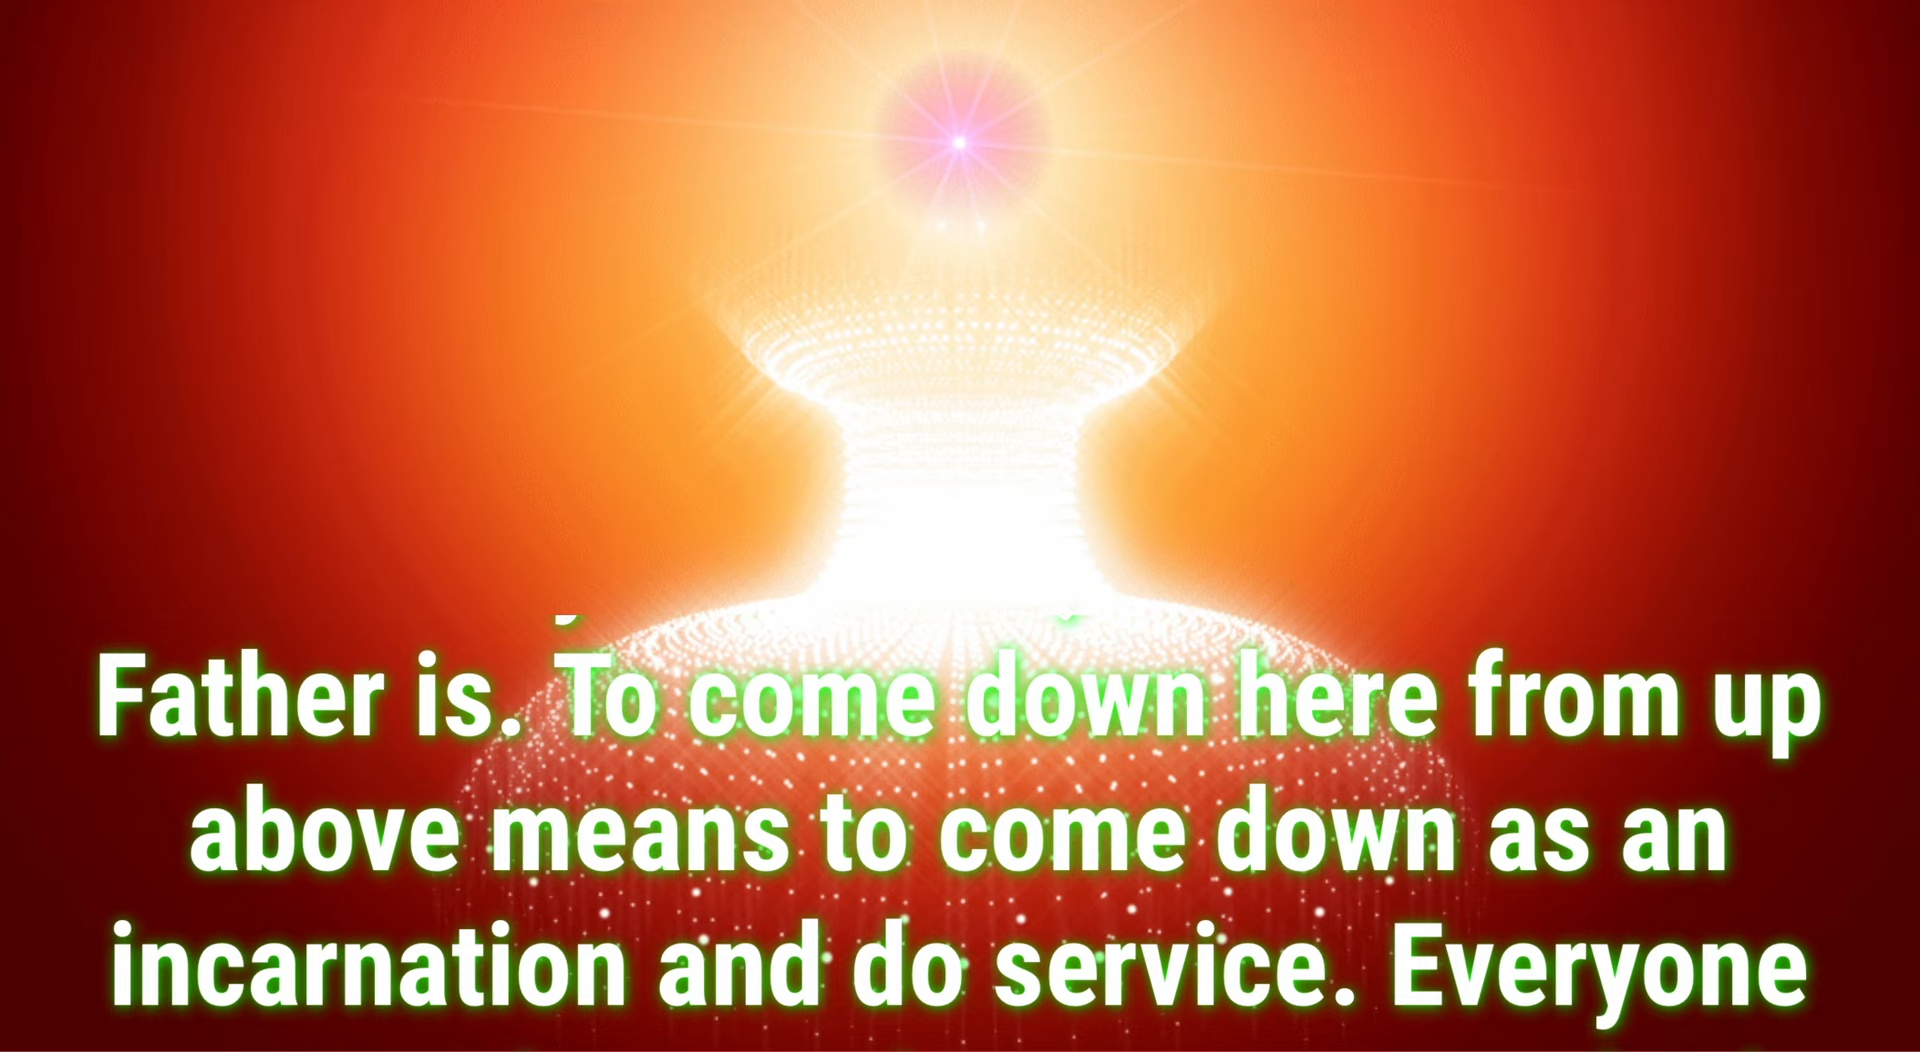 Father is. To come down here from up
above means to come down as an
incarnation and do service. Everyone